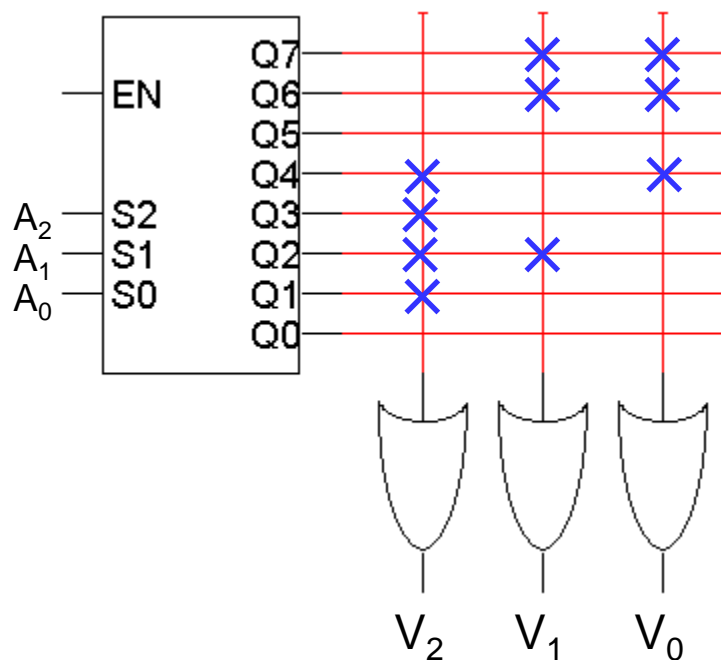 Q7
EN Q6
Q5
Q4
A₂ S2 Q3
A₁ S1 Q2
A₀ S0 Q1
Q0
V₂ V₁ V₀